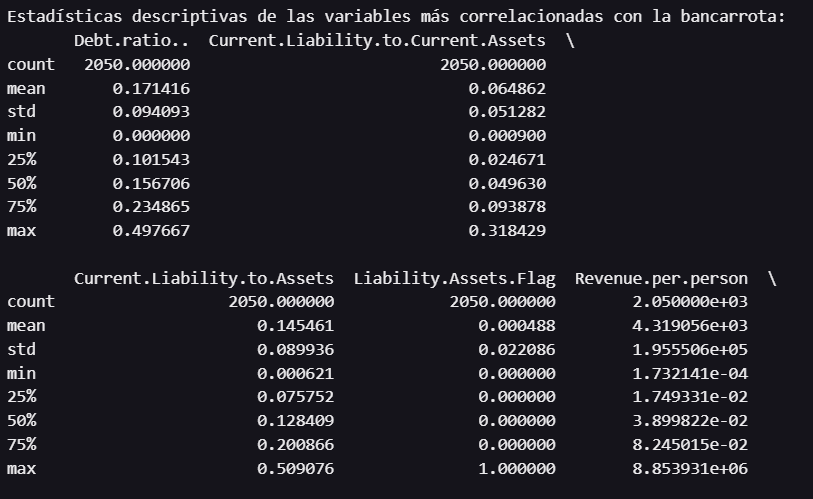 Estadísticas descriptivas de las variables más correlacionadas con la bancarrota:
Debt.ratio.. Current.Liability.to.Current.Assets \
count 2050.000000 2050.000000
mean 0.171416 0.064862
std 0.094093 0.051282
min 0.000000 0.000900
25% 0.101543 0.024671
50% 0.156706 0.049630
75% 0.234865 0.093878
max 0.497667 0.318429
Current.Liability.to.Assets Liability.Assets.Flag Revenue.per.person \
count 2050.000000 2050.000000 2.050000e+03
mean 0.145461 0.000488 4.319056e+03
std 0.089936 0.022086 1.955506e+05
min 0.000621 0.000000 1.732141e-04
25% 0.075752 0.000000 1.749331e-02
50% 0.128409 0.000000 3.899822e-02
75% 0.200866 0.000000 8.245015e-02
max 0.509076 1.000000 8.853931e+06